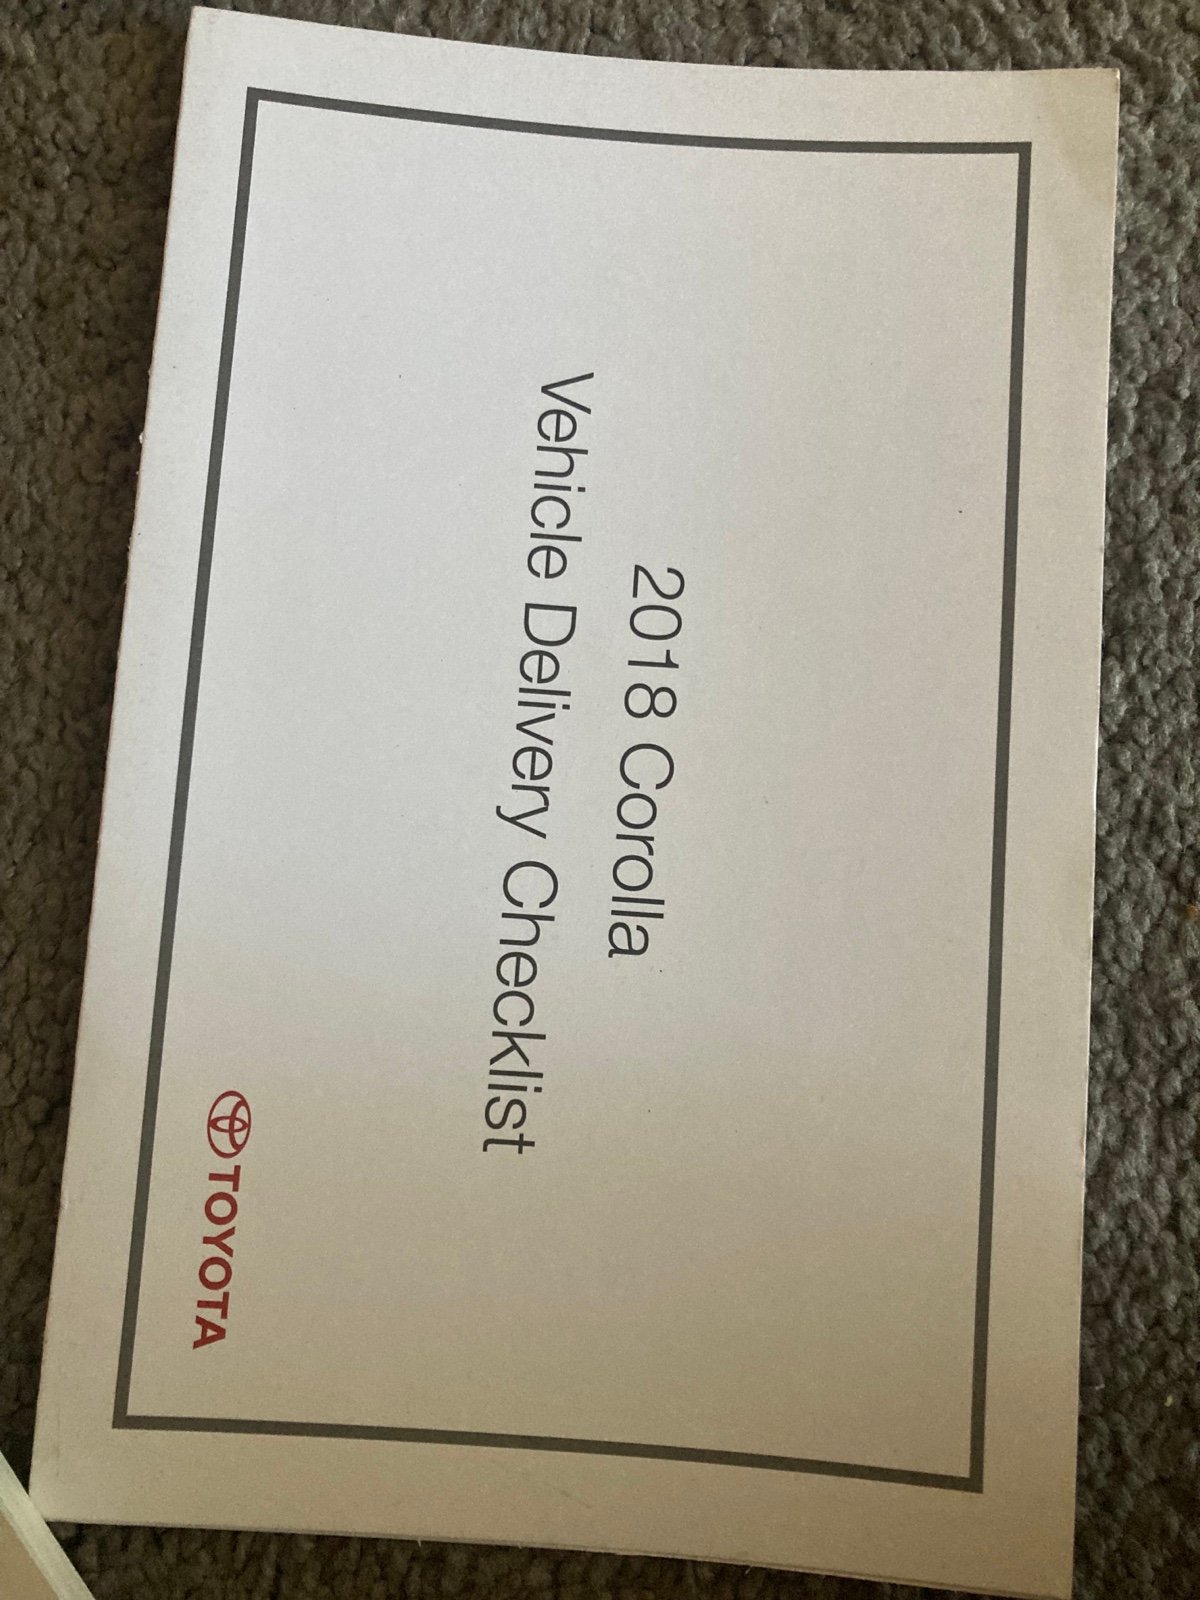 2018 Corolla
Vehicle Delivery Checklist
TOYOTA